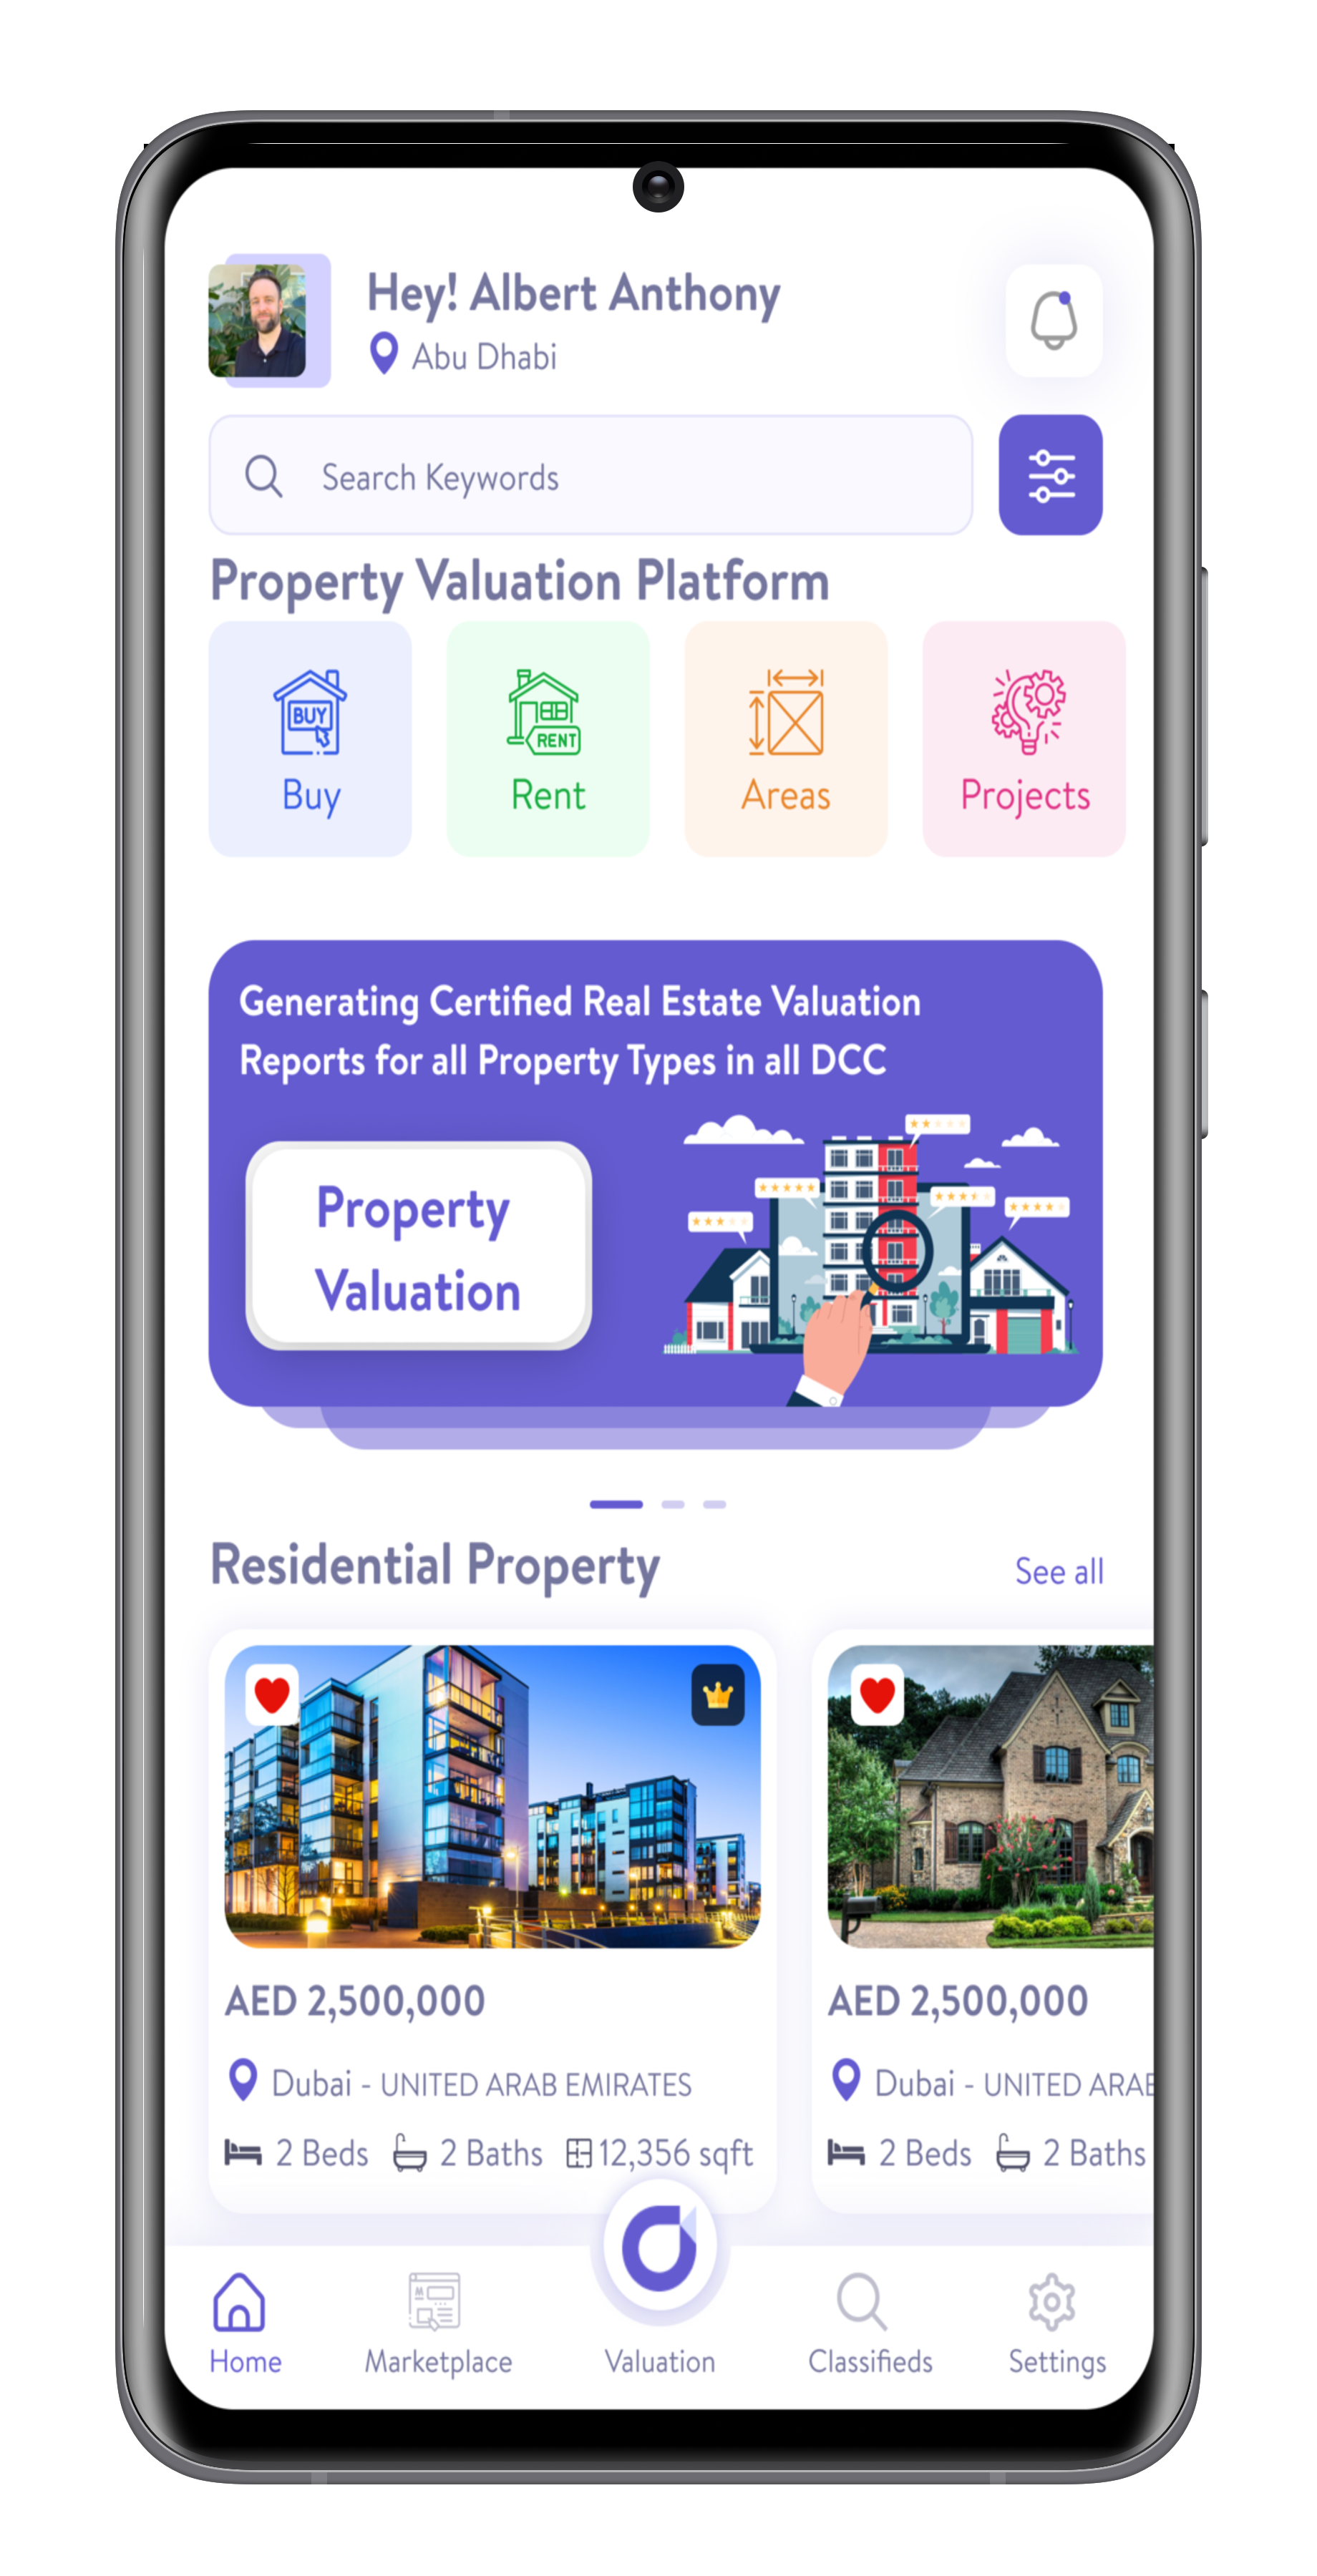 Hey! Albert Anthony
Abu Dhabi
Search Keywords
Property Valuation Platform
BUY
Buy
RENT
Rent
Areas
Projects
Generating Certified Real Estate Valuation
Reports for all Property Types in all DCC
Property
Valuation
Residential Property
See all
AED 2,500,000
Dubai - UNITED ARAB EMIRATES
2 Beds 2 Baths 12,356 sqft
AED 2,500,000
Dubai - UNITED ARAB
2 Beds 2 Baths
Home
Marketplace
Valuation
Classifieds
Settings